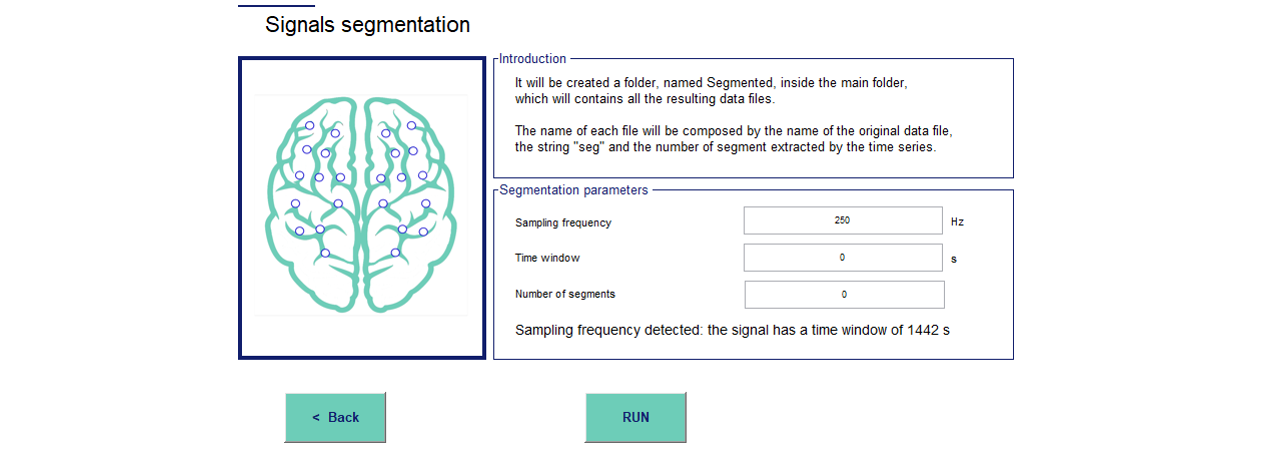 Signals segmentation
Introduction
It will be created a folder, named Segmented, inside the main folder,
which will contains all the resulting data files.
The name of each file will be composed by the name of the original data file,
the string "seg" and the number of segment extracted by the time series.
Segmentation parameters
Sampling frequency 250 Hz
Time window 0 s
Number of segments 0
Sampling frequency detected: the signal has a time window of 1442 s
< Back RUN